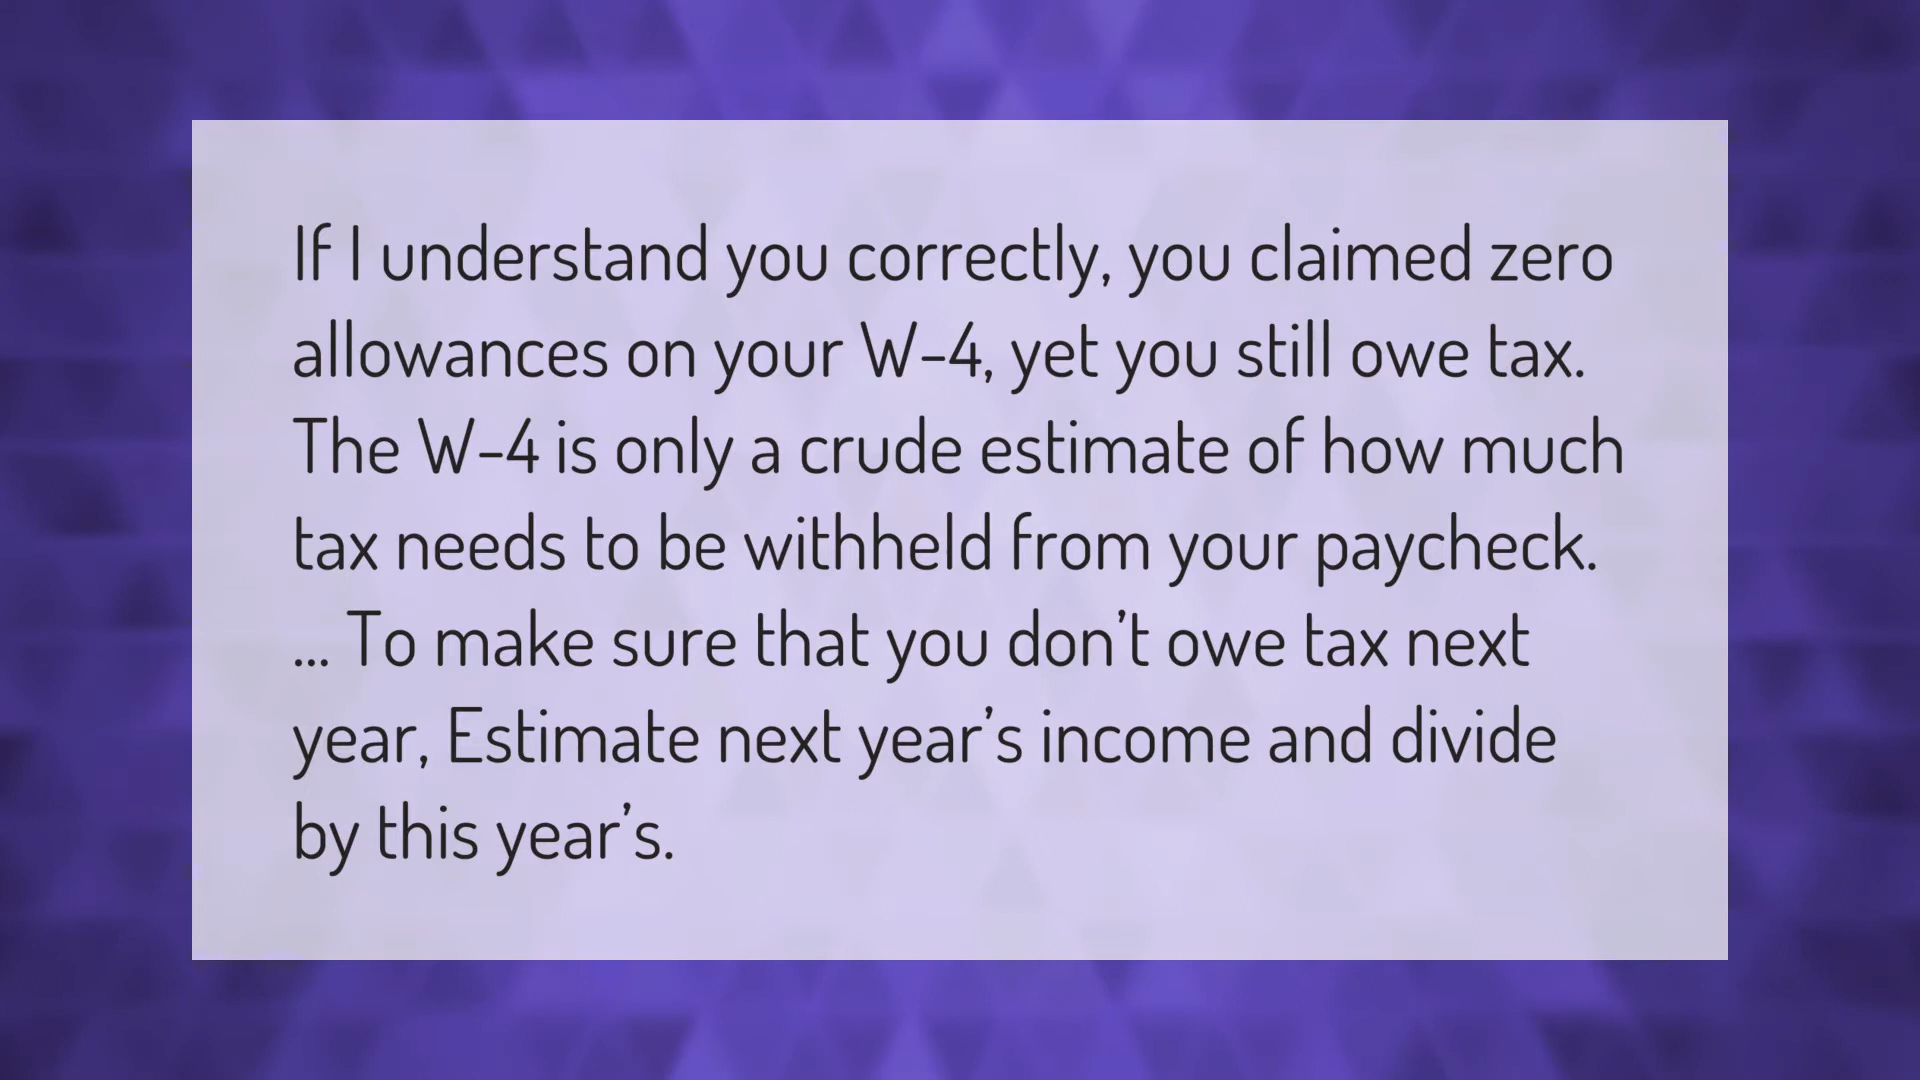 If I understand you correctly, you claimed zero
allowances on your W-4, yet you still owe tax.
The W-4 is only a crude estimate of how much
tax needs to be withheld from your paycheck.
... To make sure that you don't owe tax next
year, Estimate next year's income and divide
by this year's.